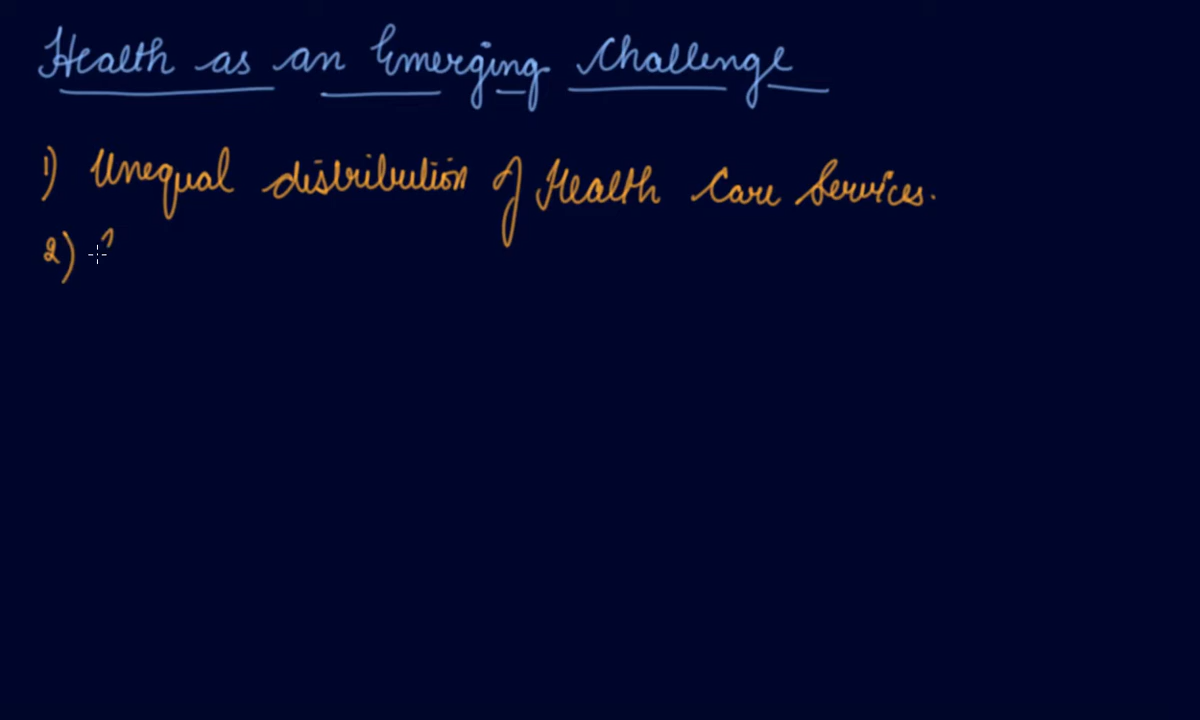 Health as an Emerging Challenge
1) Unequal distribution of Health Care Services.
2)